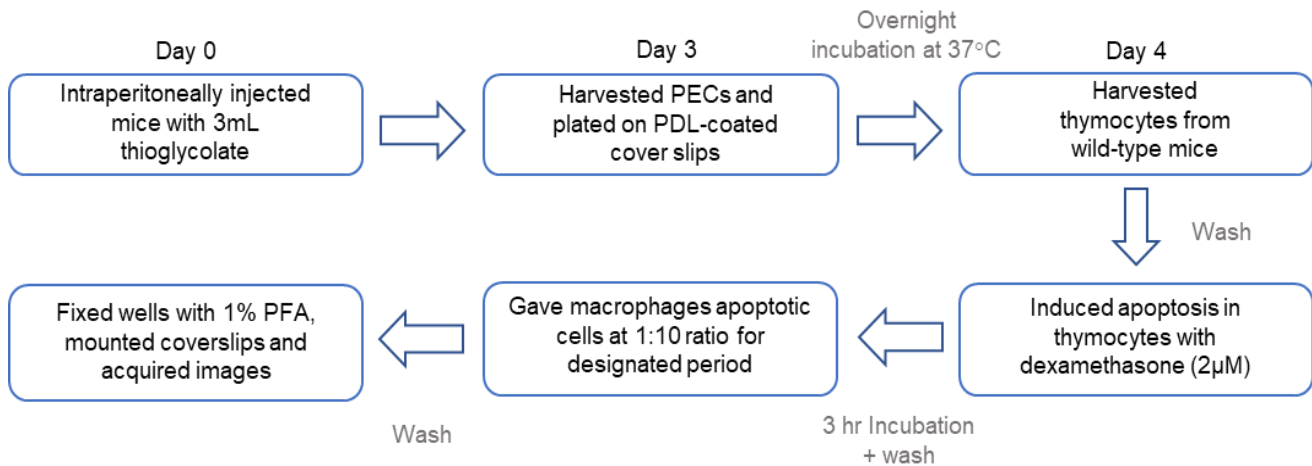 Day 0
Intraperitoneally injected
mice with 3mL
thioglycolate
Day 3
Harvested PECs and
plated on PDL-coated
cover slips
Overnight
incubation at 37°C
Day 4
Harvested
thymocytes from
wild-type mice
Wash
Induced apoptosis in
thymocytes with
dexamethasone (2µM)
3 hr Incubation
+ wash
Gave macrophages apoptotic
cells at 1:10 ratio for
designated period
Wash
Fixed wells with 1% PFA,
mounted coverslips and
acquired images